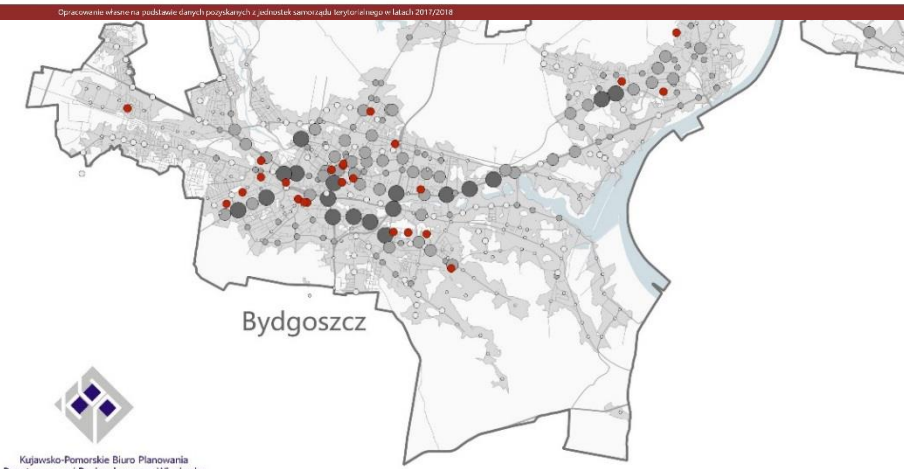 Opracowanie własne na podstawie danych pozyskanych z jednostek samorządu terytorialnego w latach 2017/2018
Bydgoszcz
Kujawsko-Pomorskie Biuro Planowania